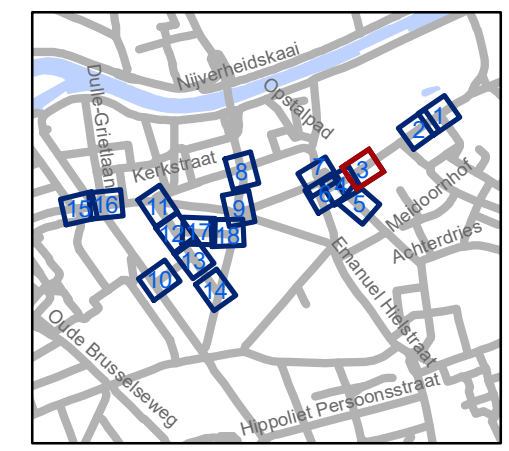 Nijverheidskaai
Opstalpad
Dulle-Grietlaan
Kerkstraat
1
2
3
4
5
6
7
8
9
10
11
12
13
14
15
16
17
18
Meidoornhof
Achterdries
Emanuel Hielstraat
Oude Brusselseweg
Hippoliet Persoonsstraat